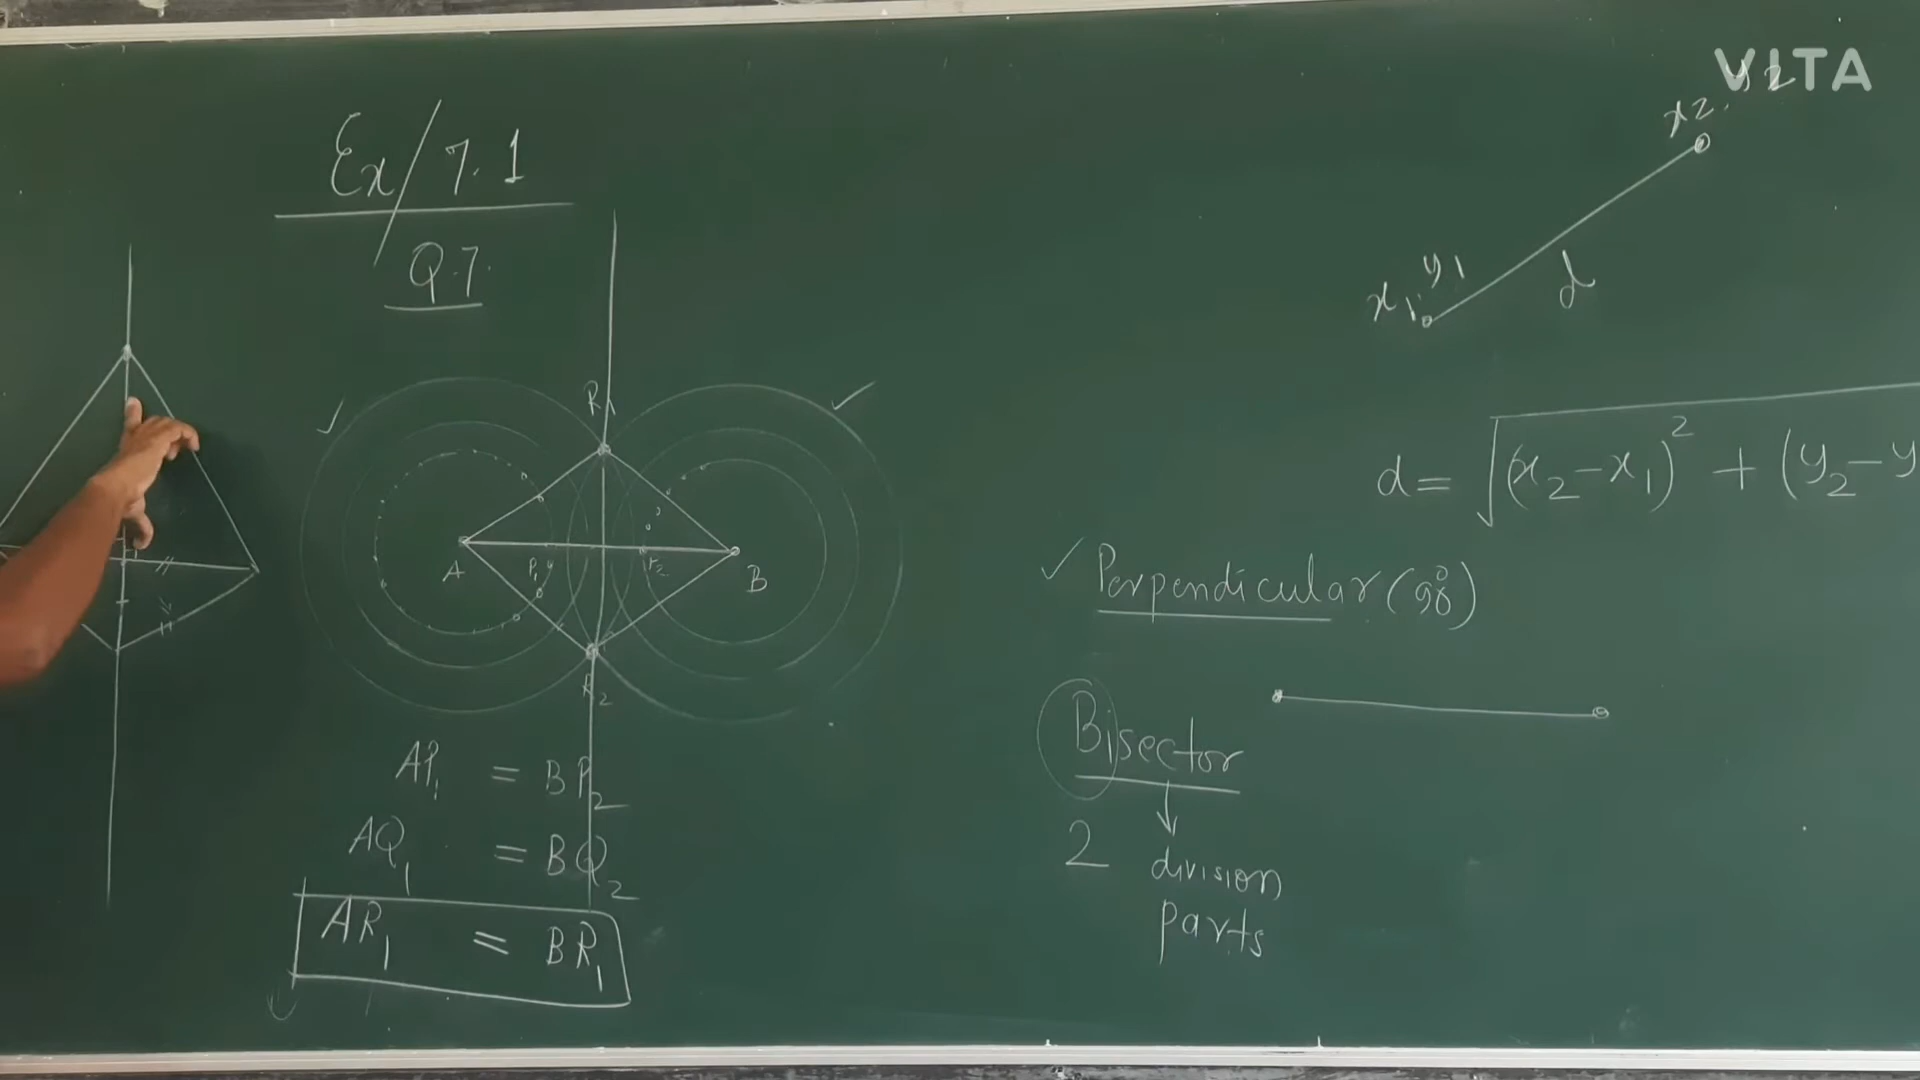 VITA
Ex/7.1
Q.7.
x2, y2
x1, y1
d
R1
A
P1
P2
B
R2
d = √(x2-x1)² + (y2-y
✓ Perpendicular (90°)
Bisector
2 division
parts
AP1 = BP2
AQ1 = BQ2
AR1 = BR1